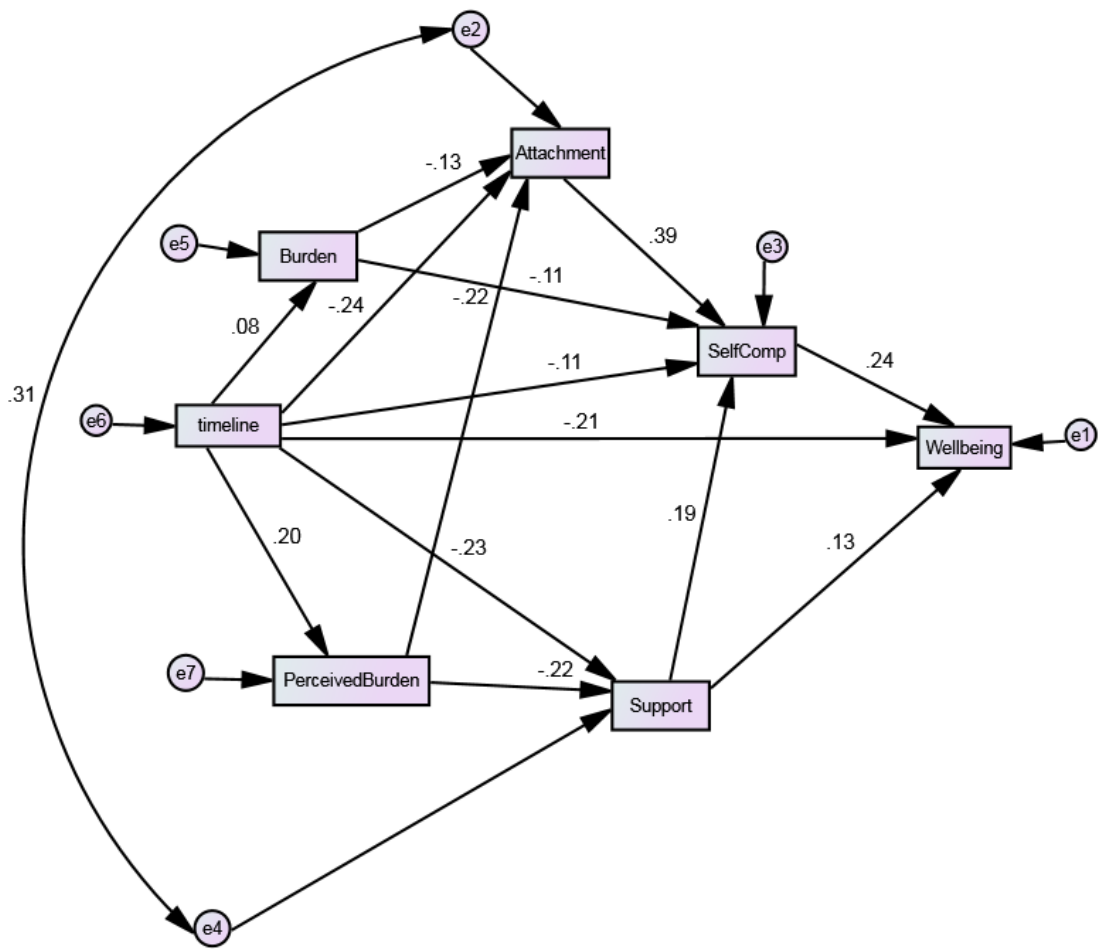 e2
Attachment
-.13
e5
Burden
.39
e3
-.11
-.24
-.22
.08
SelfComp
-.11
.24
.31
e6
timeline
-.21
Wellbeing
e1
.19
.20
-.23
.13
e7
PerceivedBurden
-.22
Support
e4